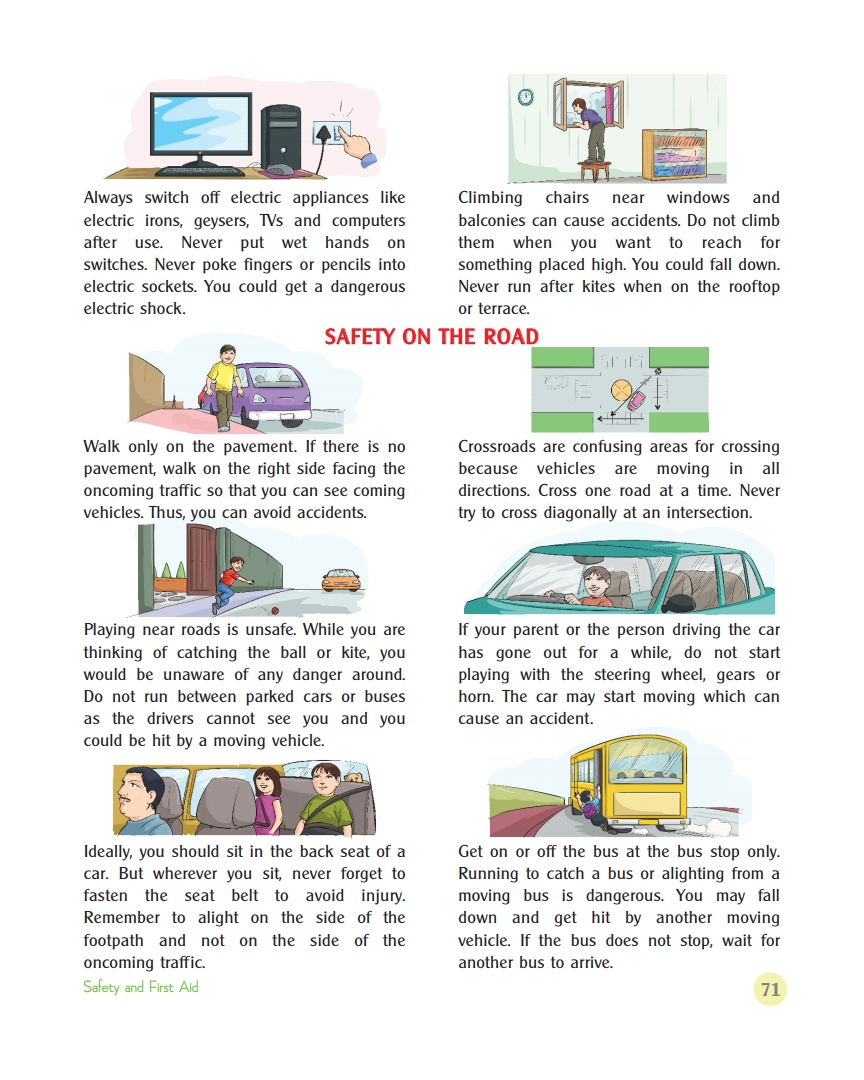 Always switch off electric appliances like
electric irons, geysers, TVs and computers
after use. Never put wet hands on
switches. Never poke fingers or pencils into
electric sockets. You could get a dangerous
electric shock.
Climbing chairs near windows and
balconies can cause accidents. Do not climb
them when you want to reach for
something placed high. You could fall down.
Never run after kites when on the rooftop
or terrace.
SAFETY ON THE ROAD
Walk only on the pavement. If there is no
pavement, walk on the right side facing the
oncoming traffic so that you can see coming
vehicles. Thus, you can avoid accidents.
Crossroads are confusing areas for crossing
because vehicles are moving in all
directions. Cross one road at a time. Never
try to cross diagonally at an intersection.
Playing near roads is unsafe. While you are
thinking of catching the ball or kite, you
would be unaware of any danger around.
Do not run between parked cars or buses
as the drivers cannot see you and you
could be hit by a moving vehicle.
If your parent or the person driving the car
has gone out for a while, do not start
playing with the steering wheel, gears or
horn. The car may start moving which can
cause an accident.
Ideally, you should sit in the back seat of a
car. But wherever you sit, never forget to
fasten the seat belt to avoid injury.
Remember to alight on the side of the
footpath and not on the side of the
oncoming traffic.
Get on or off the bus at the bus stop only.
Running to catch a bus or alighting from a
moving bus is dangerous. You may fall
down and get hit by another moving
vehicle. If the bus does not stop, wait for
another bus to arrive.
Safety and First Aid
71